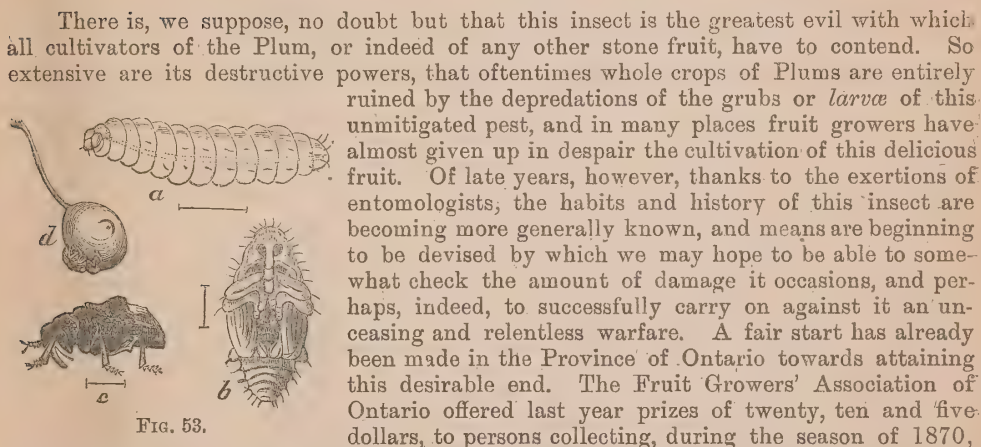 There is, we suppose, no doubt but that this insect is the greatest evil with which
all cultivators of the Plum, or indeed of any other stone fruit, have to contend. So
extensive are its destructive powers, that oftentimes whole crops of Plums are entirely
ruined by the depredations of the grubs or larvæ of this
unmitigated pest, and in many places fruit growers have
almost given up in despair the cultivation of this delicious
fruit. Of late years, however, thanks to the exertions of
entomologists, the habits and history of this insect are
becoming more generally known, and means are beginning
to be devised by which we may hope to be able to some-
what check the amount of damage it occasions, and per-
haps, indeed, to successfully carry on against it an un-
ceasing and relentless warfare. A fair start has already
been made in the Province of Ontario towards attaining
this desirable end. The Fruit Growers' Association of
Ontario offered last year prizes of twenty, ten and five
dollars, to persons collecting, during the season of 1870,
a
d
b
c
FIG. 53.